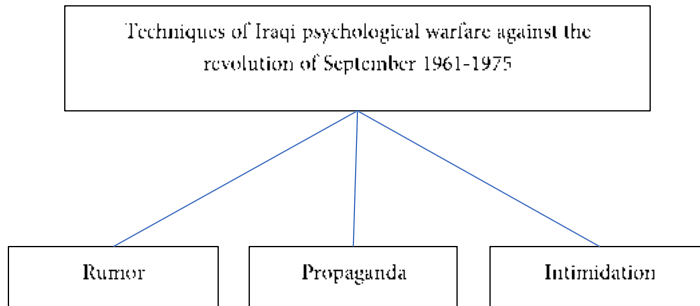 Techniques of Iraqi psychological warfare against the
revolution of September 1961-1975
Rumor
Propaganda
Intimidation